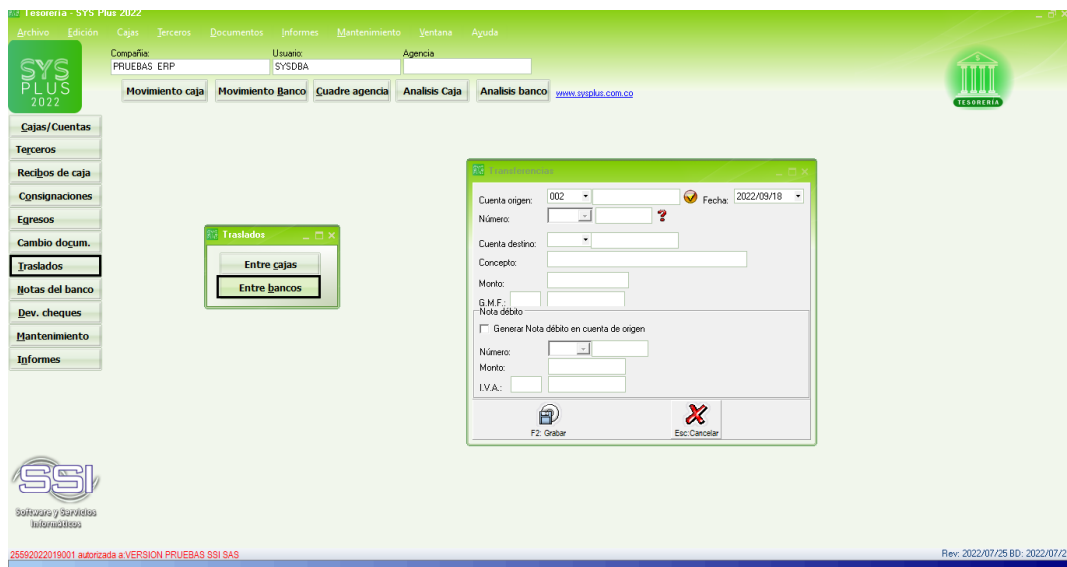 Tesorería - SYS Plus 2022
Archivo Edición Cajas Terceros Documentos Informes Mantenimiento Ventana Ayuda
SYS
PLUS
2022
Compañia: Usuario: Agencia
PRUEBAS ERP SYSDBA
Movimiento caja Movimiento Banco Cuadre agencia Analisis Caja Analisis banco www.sysplus.com.co
TESORERÍA
Cajas/Cuentas
Terceros
Recibos de caja
Consignaciones
Egresos
Cambio docum.
Traslados
Notas del banco
Dev. cheques
Mantenimiento
Informes
Traslados
Entre cajas
Entre bancos
Transferencias
Cuenta origen: 002 Fecha: 2022/09/18
Número: ?
Cuenta destino:
Concepto:
Monto:
G.M.F.:
Nota débito
Generar Nota débito en cuenta de origen
Número:
Monto:
I.V.A.:
F2: Grabar Esc:Cancelar
SSI
Software y Servicios
Informáticos
25592022019001 autorizada a:VERSION PRUEBAS SSI SAS
Rev: 2022/07/25 BD: 2022/07/2